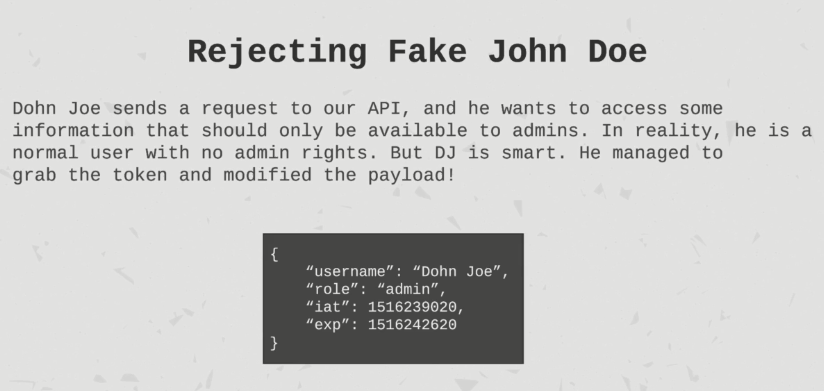 Rejecting Fake John Doe
Dohn Joe sends a request to our API, and he wants to access some
information that should only be available to admins. In reality, he is a
normal user with no admin rights. But DJ is smart. He managed to
grab the token and modified the payload!
{
“username”: “Dohn Joe”,
“role”: “admin”,
“iat”: 1516239020,
“exp”: 1516242620
}